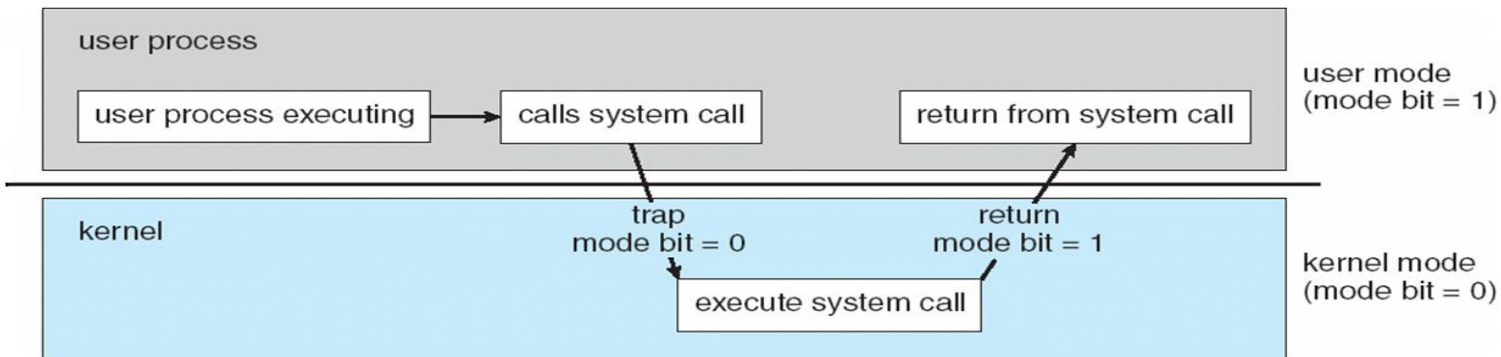 user process
user process executing
calls system call
return from system call
user mode
(mode bit = 1)
kernel
trap
mode bit = 0
return
mode bit = 1
execute system call
kernel mode
(mode bit = 0)